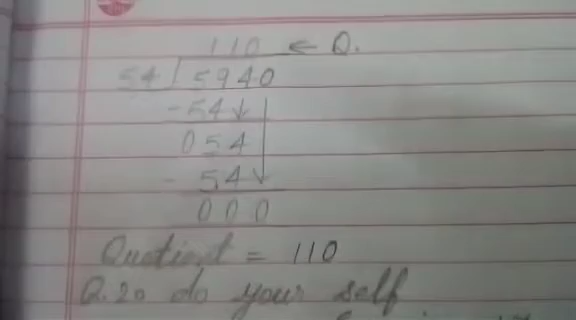 110 ← Q.
54 | 5940
- 54↓
054
- 54↓
000
Quotient = 110
Q.20 do your self